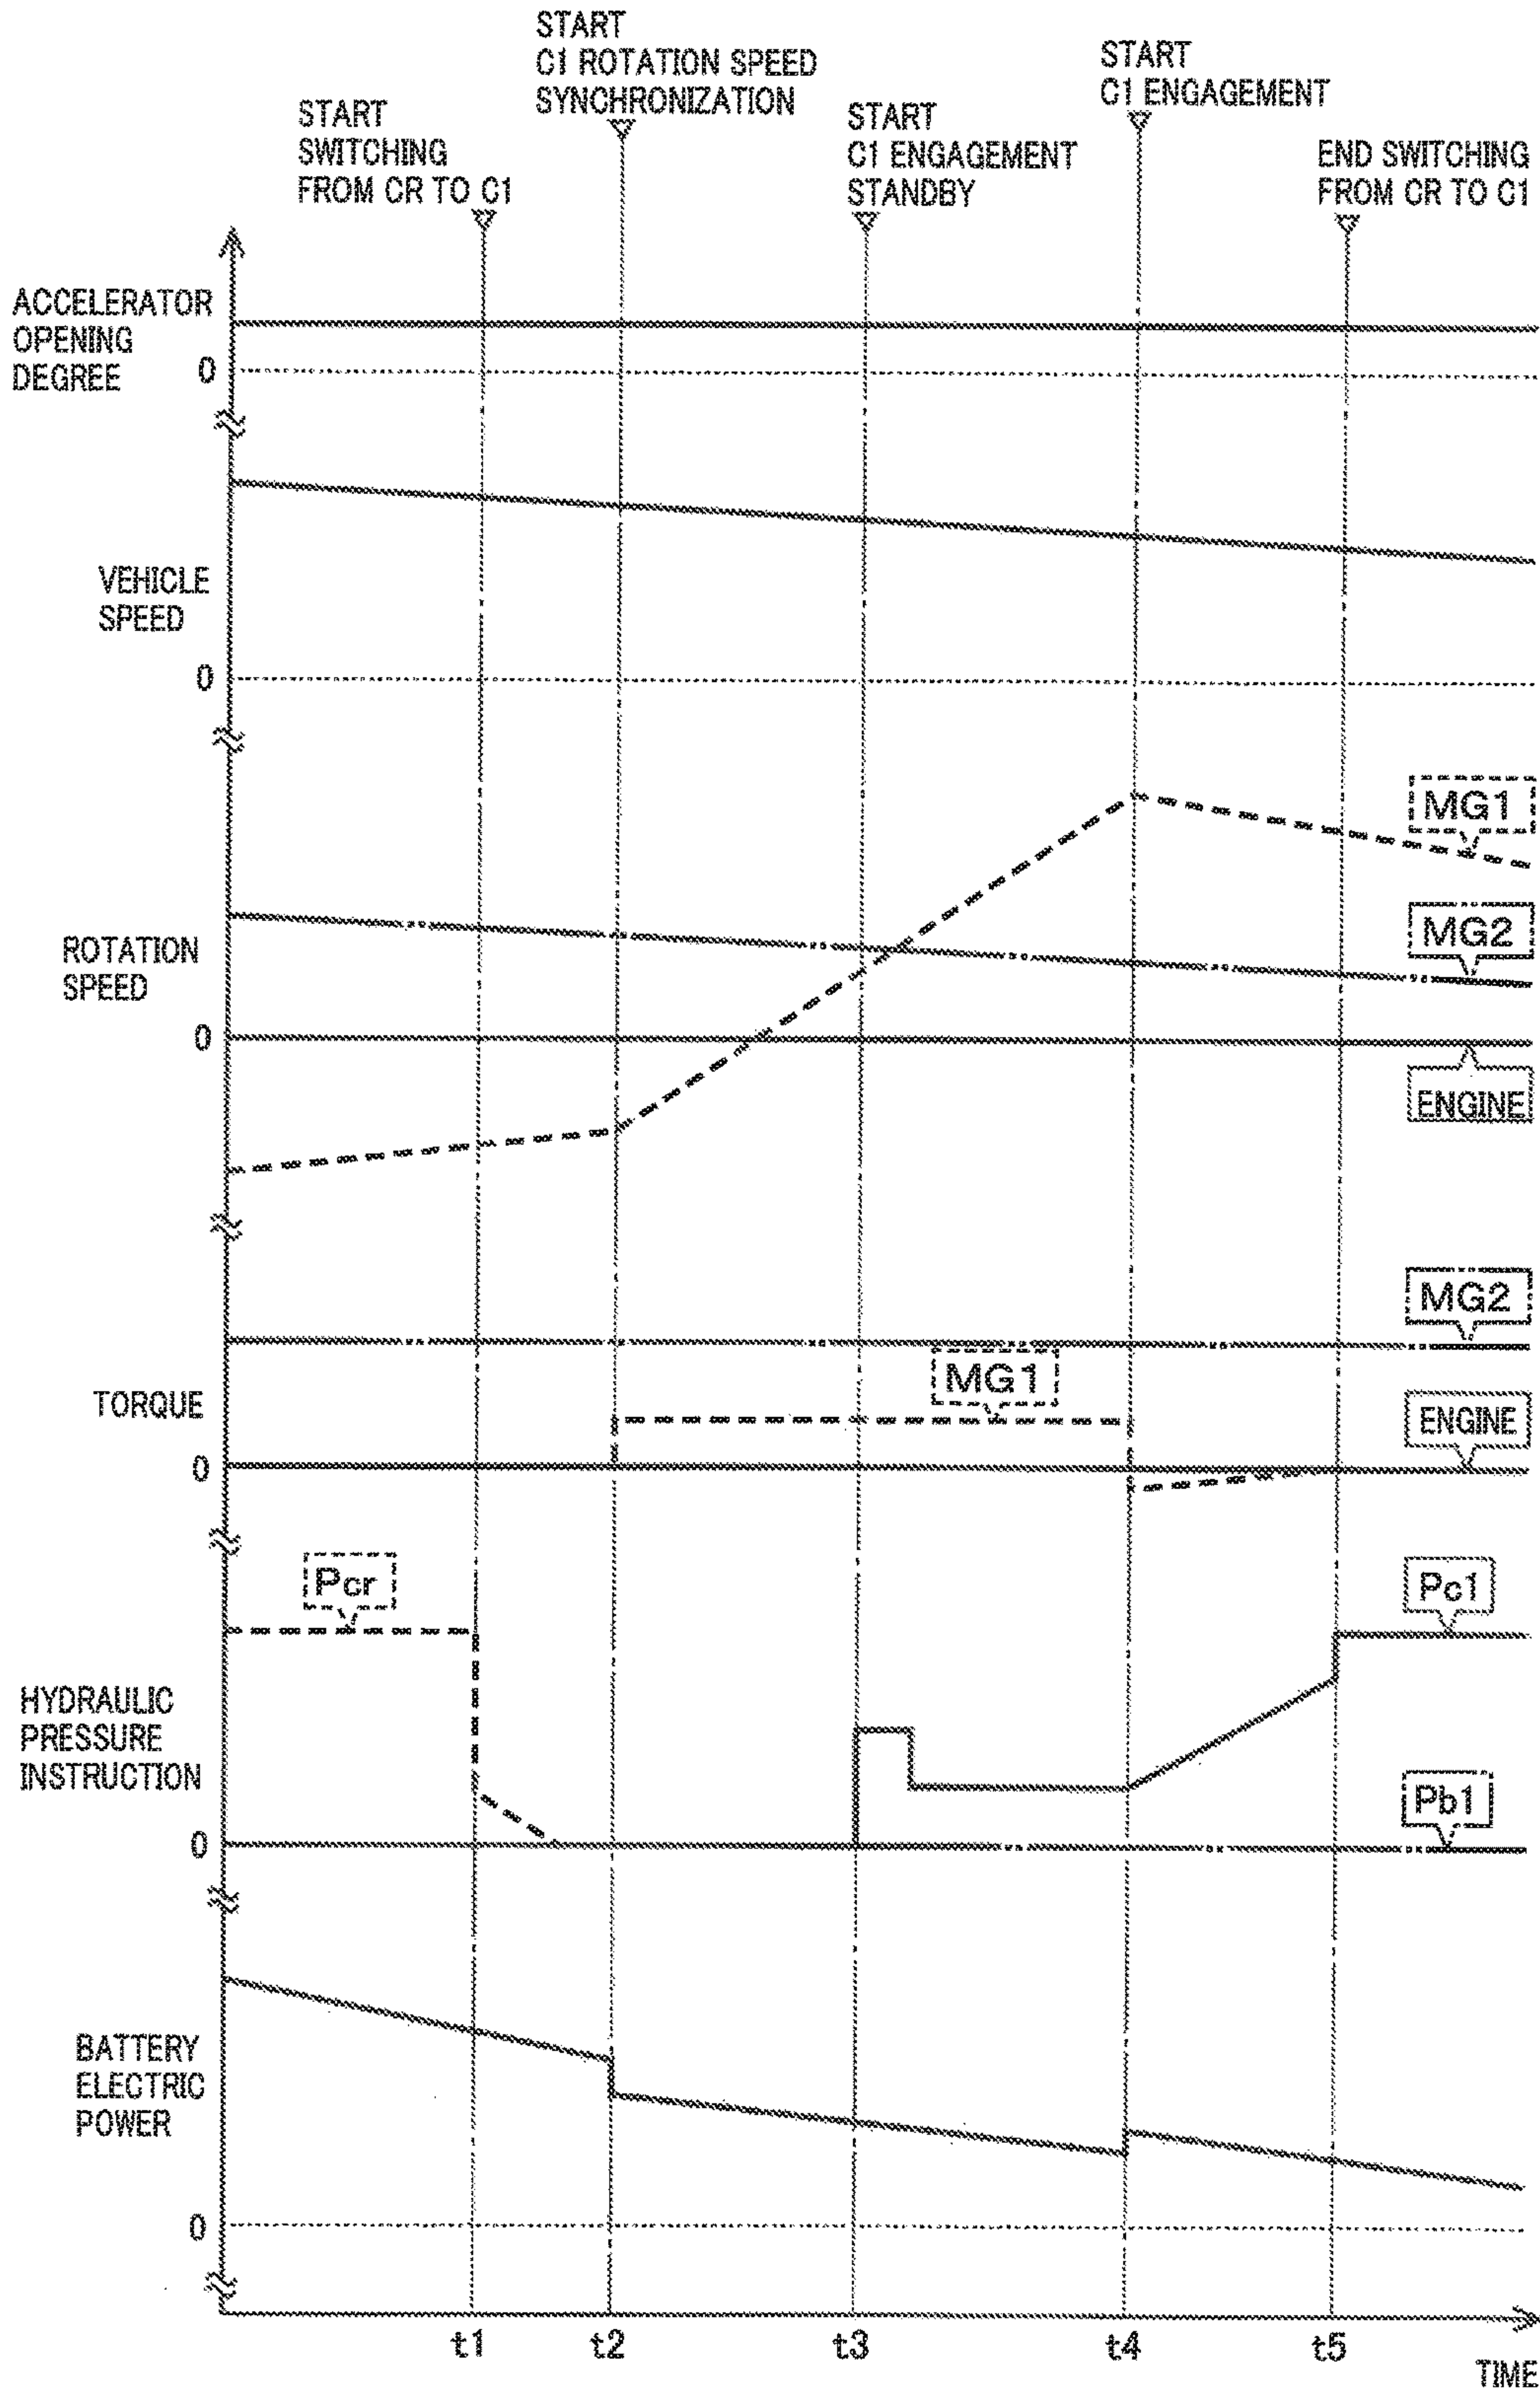 START
C1 ROTATION SPEED
SYNCHRONIZATION
START
C1 ENGAGEMENT
START
SWITCHING
FROM CR TO C1
START
C1 ENGAGEMENT
STANDBY
END SWITCHING
FROM CR TO C1
ACCELERATOR
OPENING
DEGREE
0
VEHICLE
SPEED
0
MG1
MG2
ROTATION
SPEED
0
ENGINE
MG2
MG1
TORQUE
ENGINE
0
Pcr
Pc1
HYDRAULIC
PRESSURE
INSTRUCTION
Pb1
0
BATTERY
ELECTRIC
POWER
0
t1
t2
t3
t4
t5
TIME